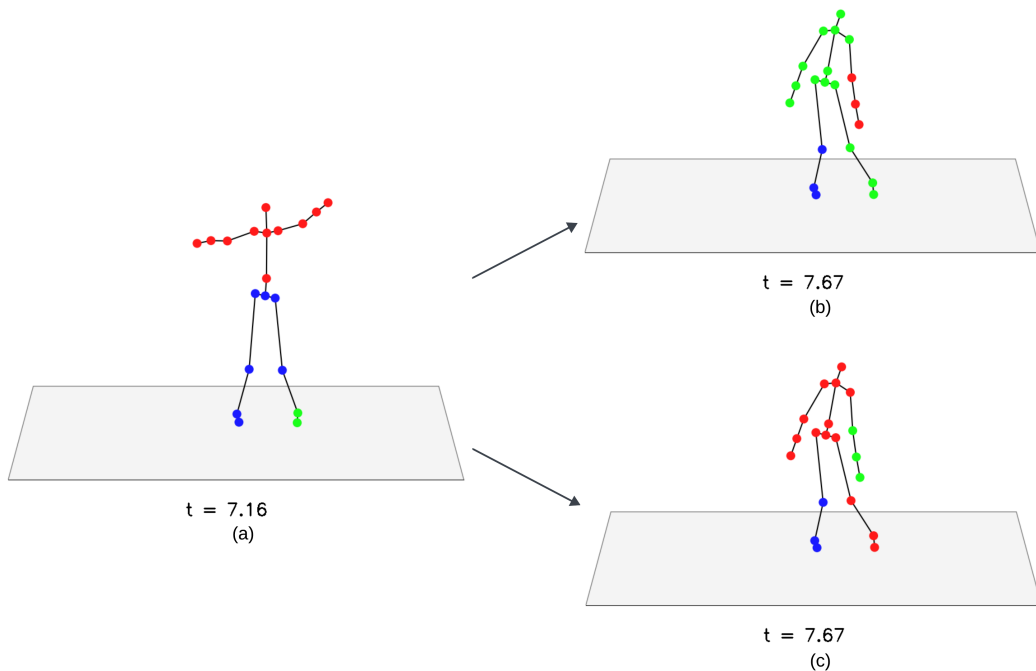 t = 7.16
(a)
t = 7.67
(b)
t = 7.67
(c)